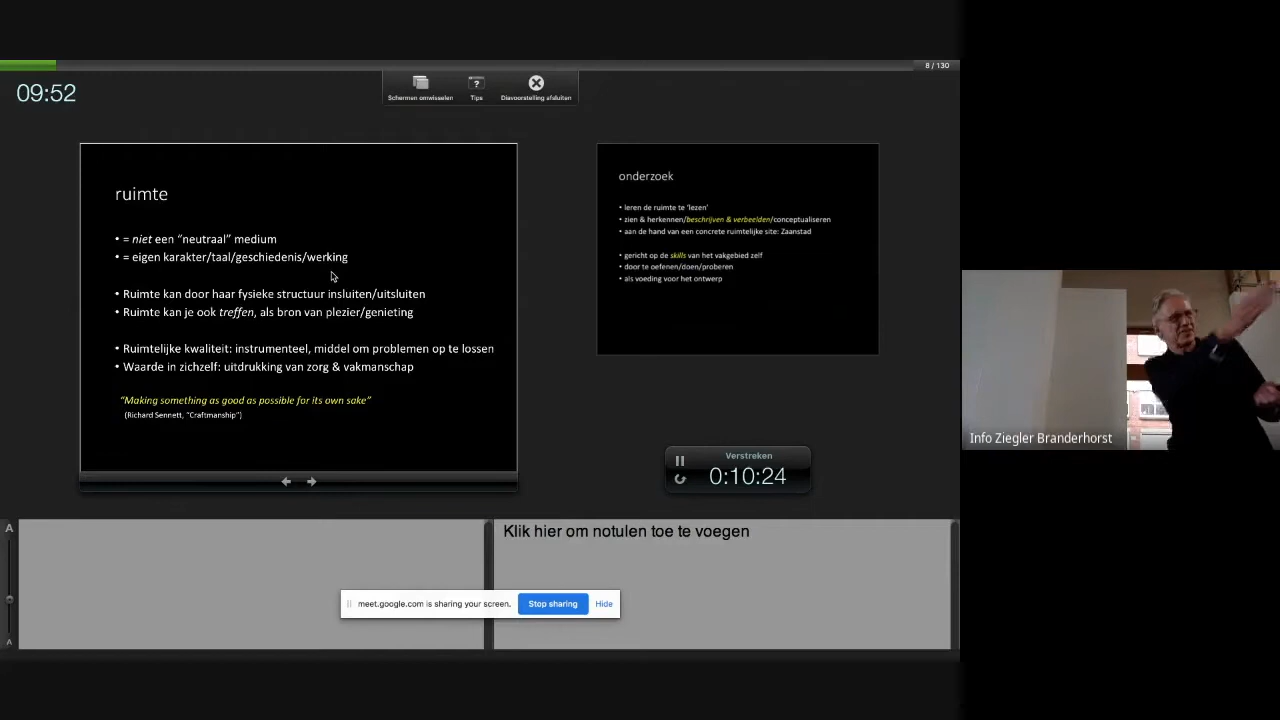 8 / 130
09:52
Schermen omwisselen
Tips
Diavoorstelling afsluiten
ruimte
• = niet een “neutraal” medium
• = eigen karakter/taal/geschiedenis/werking
• Ruimte kan door haar fysieke structuur insluiten/uitsluiten
• Ruimte kan je ook treffen, als bron van plezier/genieting
• Ruimtelijke kwaliteit: instrumenteel, middel om problemen op te lossen
• Waarde in zichzelf: uitdrukking van zorg & vakmanschap
“Making something as good as possible for its own sake”
(Richard Sennett, “Craftmanship”)
onderzoek
• leren de ruimte te ‘lezen’
• zien & herkennen/beschrijven & verbeelden/conceptualiseren
• aan de hand van een concrete ruimtelijke site: Zaanstad
• gericht op de skills van het vakgebied zelf
• door te oefenen/doen/proberen
• als voeding voor het ontwerp
Verstreken
0:10:24
Info Ziegler Branderhorst
A
A
Klik hier om notulen toe te voegen
meet.google.com is sharing your screen.
Stop sharing
Hide